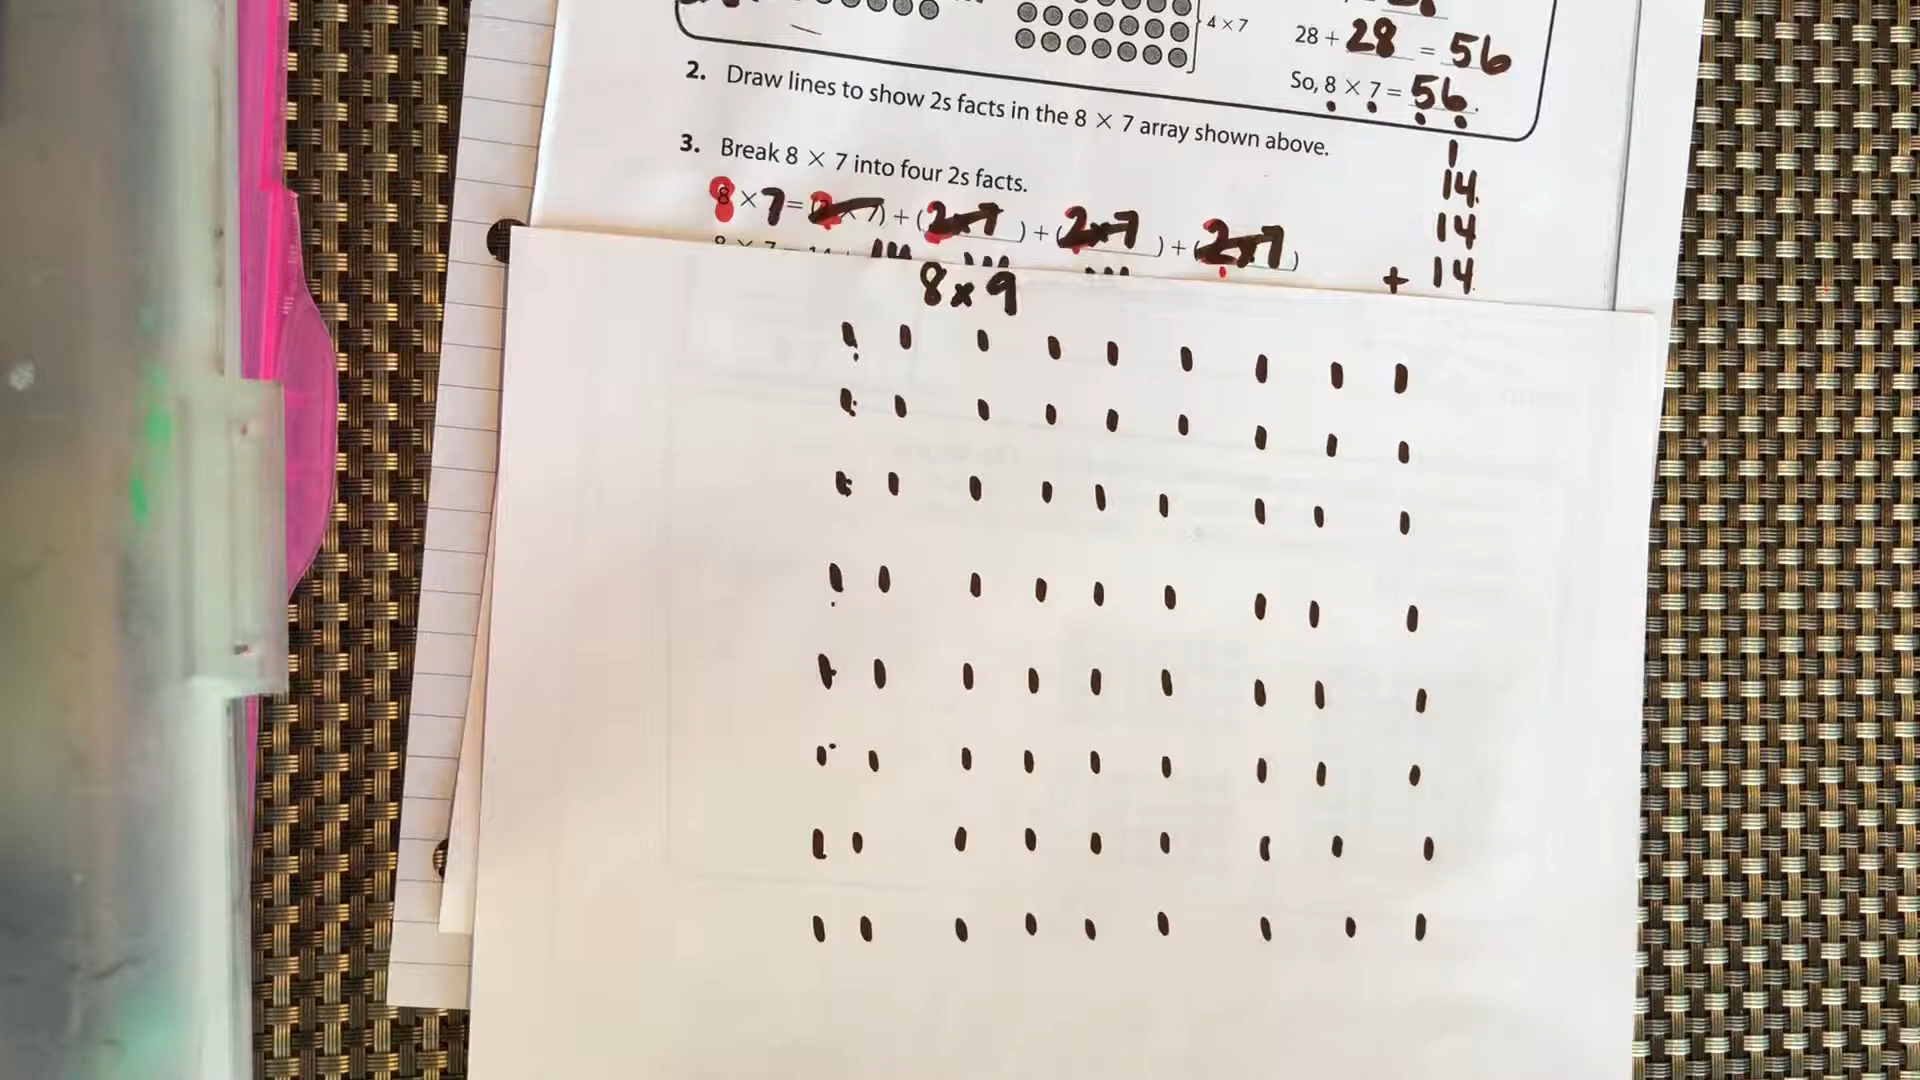 4 × 7
28 + 28 = 56
So, 8 × 7 = 56.
2. Draw lines to show 2s facts in the 8 × 7 array shown above.
3. Break 8 × 7 into four 2s facts.
8 × 7 = (2 × 7) + (2 × 7) + (2 × 7) + (2 × 7)
1
14
14
+ 14
8 × 9